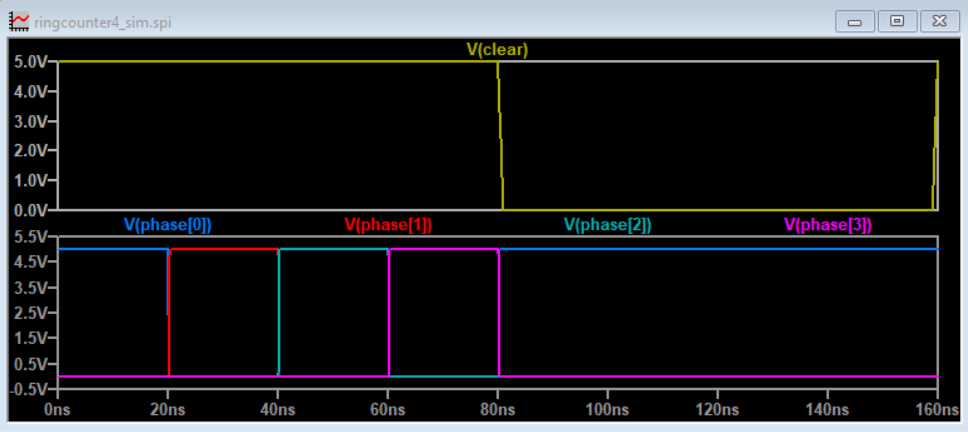 ringcounter4_sim.spi
V(clear)
5.0V
4.0V
3.0V
2.0V
1.0V
0.0V
V(phase[0]) V(phase[1]) V(phase[2]) V(phase[3])
5.5V
4.5V
3.5V
2.5V
1.5V
0.5V
-0.5V
0ns 20ns 40ns 60ns 80ns 100ns 120ns 140ns 160ns